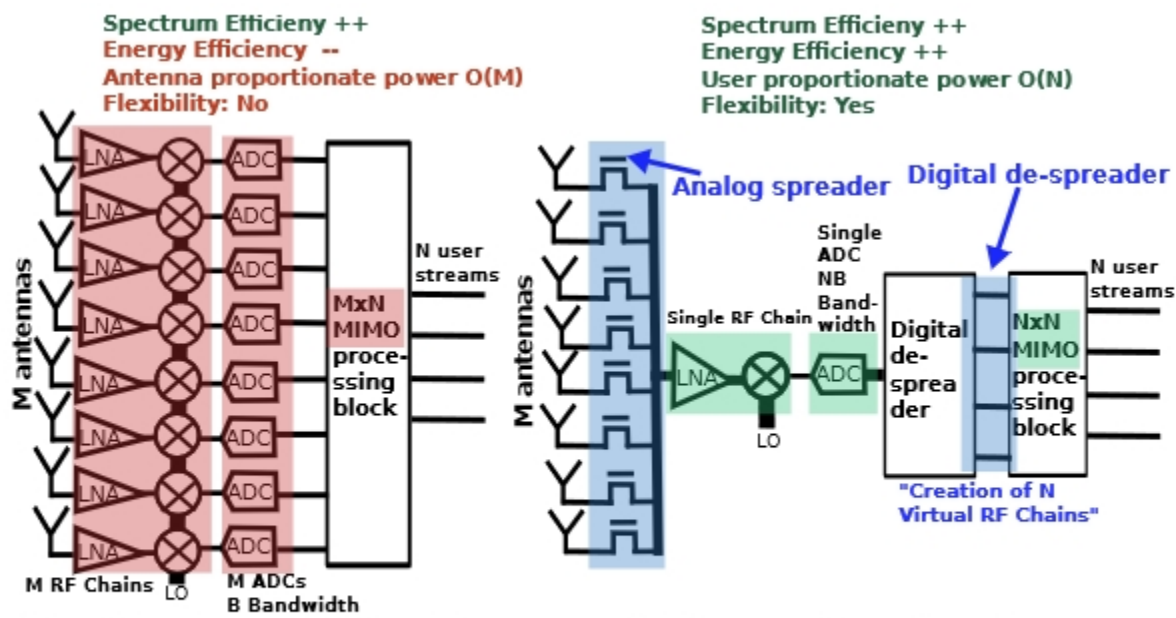 Spectrum Efficieny ++
Energy Efficiency --
Antenna proportionate power O(M)
Flexibility: No
LNA
ADC
LNA
ADC
LNA
ADC
LNA
ADC
LNA
ADC
LNA
ADC
LNA
ADC
LNA
ADC
M antennas
MxN
MIMO
proce-
ssing
block
N user
streams
M RF Chains
LO
M ADCs
B Bandwidth
Spectrum Efficieny ++
Energy Efficiency ++
User proportionate power O(N)
Flexibility: Yes
Analog spreader
Digital de-spreader
M antennas
Single RF Chain
LNA
LO
Single
ADC
NB
Band-
width
ADC
Digital
de-
sprea
der
NxN
MIMO
proce-
ssing
block
N user
streams
"Creation of N
Virtual RF Chains"